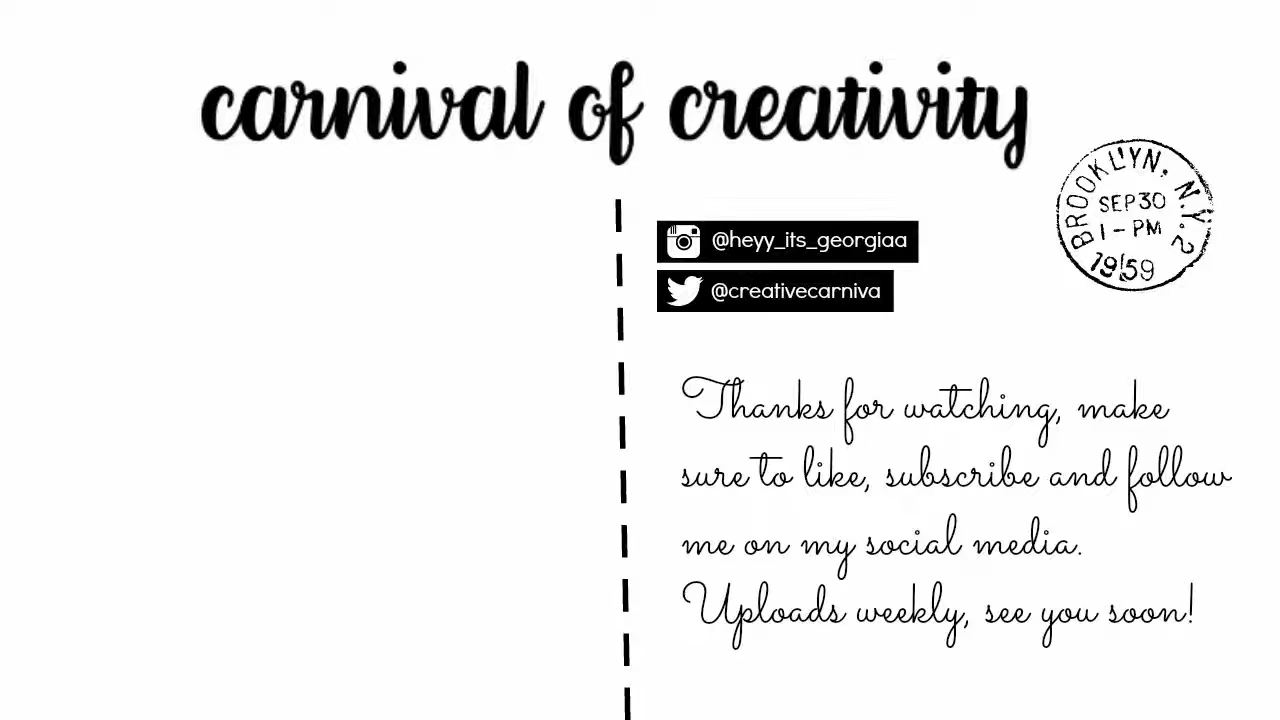 carnival of creativity
BROOKLYN, N.Y. 2
SEP 30
1 - PM
1959
@heyy_its_georgiaa
@creativecarniva
Thanks for watching, make
sure to like, subscribe and follow
me on my social media.
Uploads weekly, see you soon!